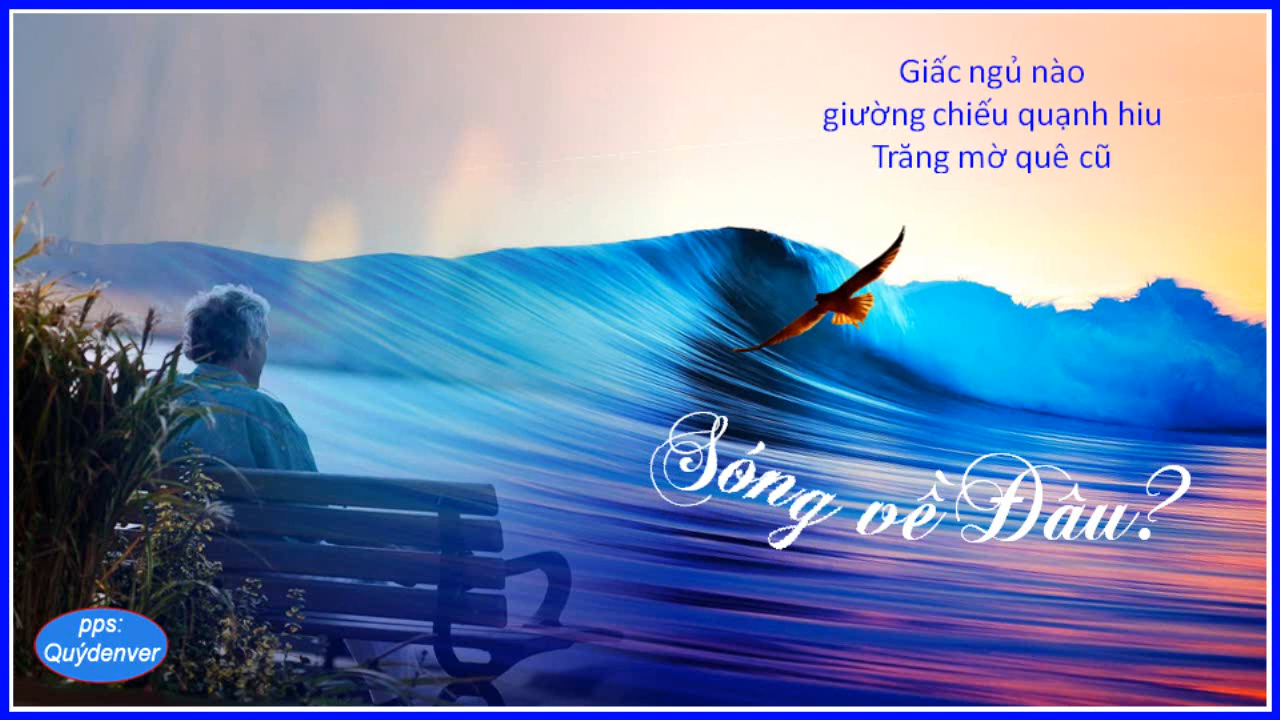 Giấc ngủ nào
giường chiếu quạnh hiu
Trăng mờ quê cũ
Sóng về Đâu?
pps:
Quýdenver